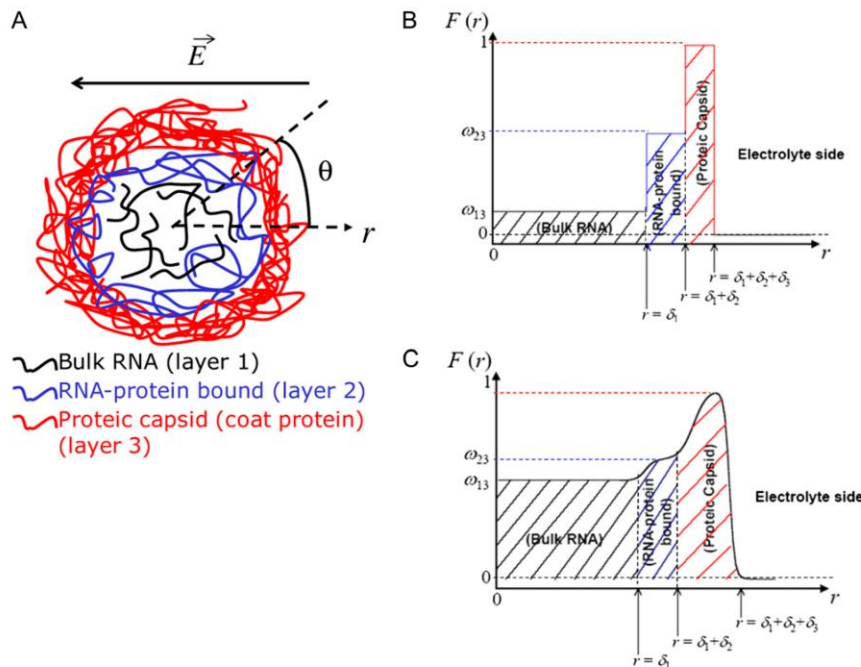 A
E
θ
r
Bulk RNA (layer 1)
RNA-protein bound (layer 2)
Proteic capsid (coat protein)
(layer 3)
B
F (r)
1
ω23
ω13
0
(Bulk RNA)
(RNA-protein
bound)
(Proteic Capsid)
Electrolyte side
0
r
r = δ1
r = δ1+δ2
r = δ1+δ2+δ3
C
F (r)
1
ω23
ω13
0
(Bulk RNA)
(RNA-protein
bound)
(Proteic Capsid)
Electrolyte side
0
r
r = δ1+δ2+δ3
r = δ1+δ2
r = δ1